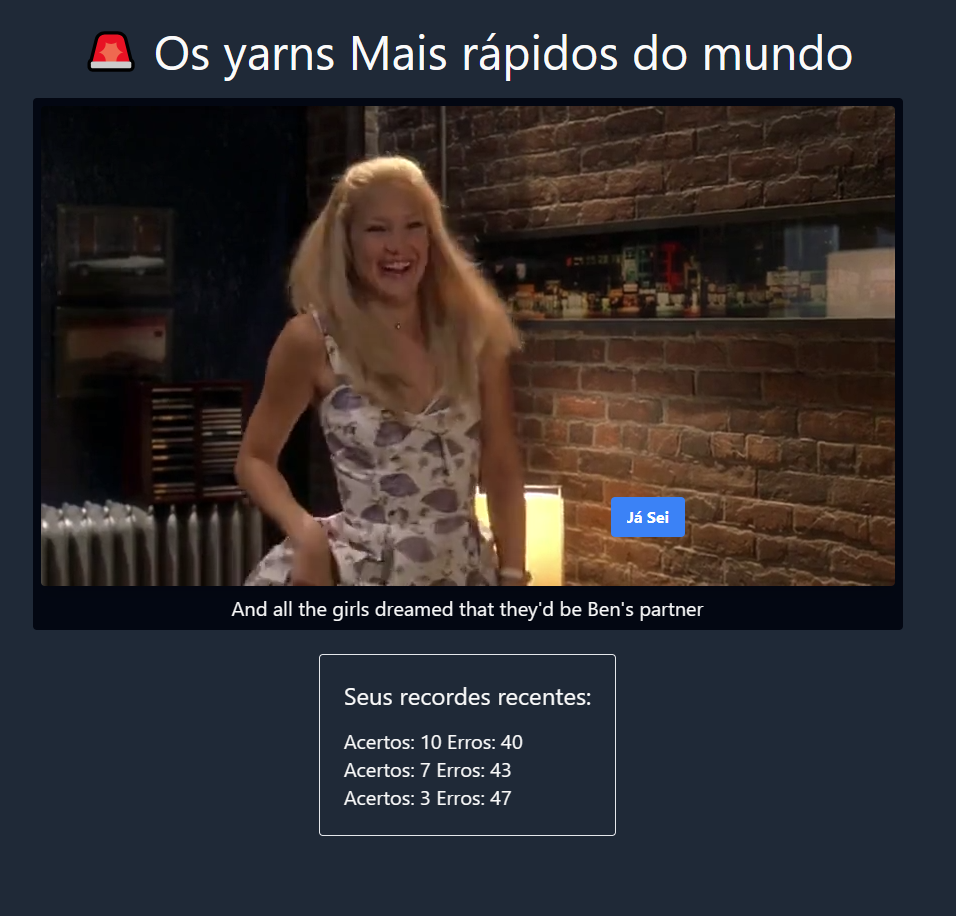 Os yarns Mais rápidos do mundo
Já Sei
And all the girls dreamed that they'd be Ben's partner
Seus recordes recentes:
Acertos: 10 Erros: 40
Acertos: 7 Erros: 43
Acertos: 3 Erros: 47